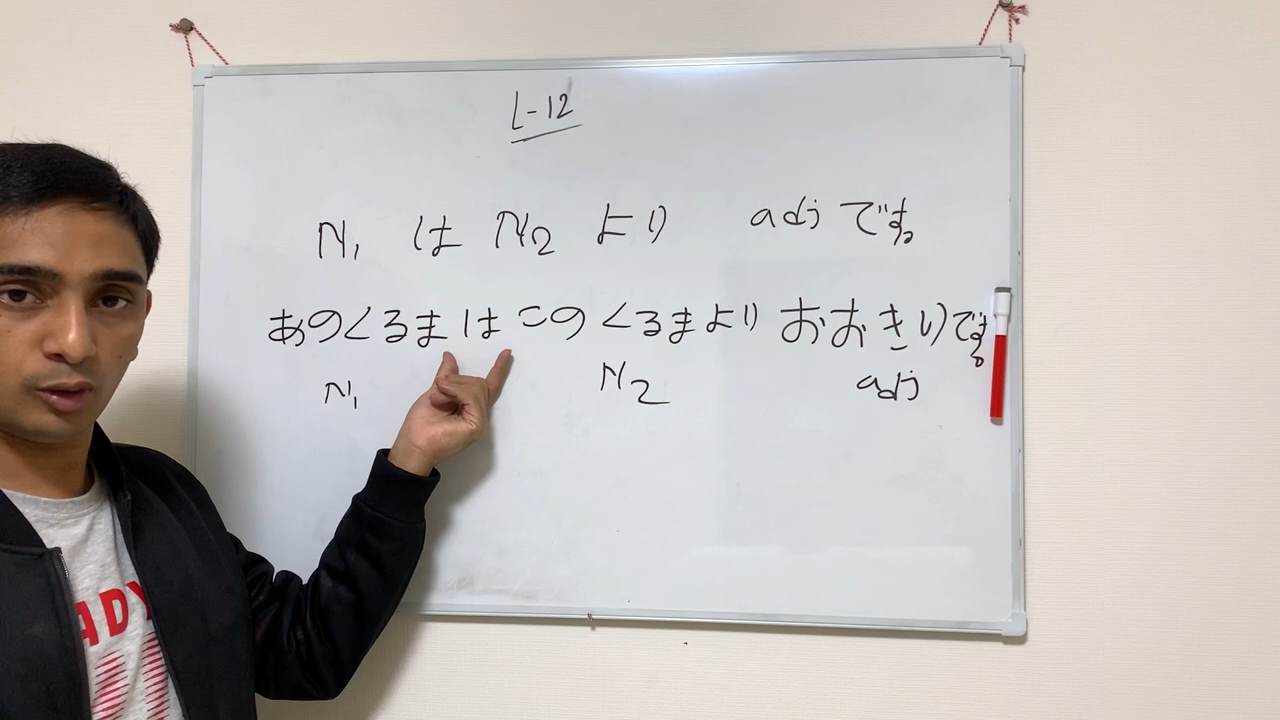 L-12
N₁ は N₂ より adj です。
あのくるまはこのくるまより おおきいです。
N₁ N₂ adj
ADY